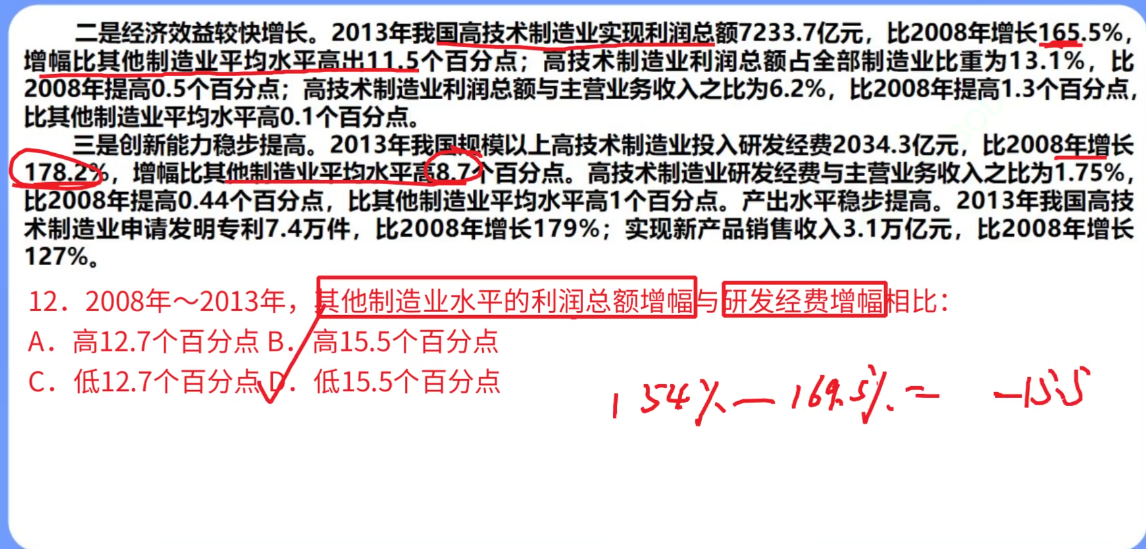 二是经济效益较快增长。2013年我国高技术制造业实现利润总额7233.7亿元，比2008年增长165.5%，
增幅比其他制造业平均水平高出11.5个百分点；高技术制造业利润总额占全部制造业比重为13.1%，比
2008年提高0.5个百分点；高技术制造业利润总额与主营业务收入之比为6.2%，比2008年提高1.3个百分点，
比其他制造业平均水平高0.1个百分点。
三是创新能力稳步提高。2013年我国规模以上高技术制造业投入研发经费2034.3亿元，比2008年增长
178.2%，增幅比其他制造业平均水平高8.7个百分点。高技术制造业研发经费与主营业务收入之比为1.75%，
比2008年提高0.44个百分点，比其他制造业平均水平高1个百分点。产出水平稳步提高。2013年我国高技
术制造业申请发明专利7.4万件，比2008年增长179%；实现新产品销售收入3.1万亿元，比2008年增长
127%。
12．2008年～2013年，其他制造业水平的利润总额增幅与研发经费增幅相比：
A．高12.7个百分点 B．高15.5个百分点
C．低12.7个百分点 D．低15.5个百分点
154%－169.5%＝ －15.5